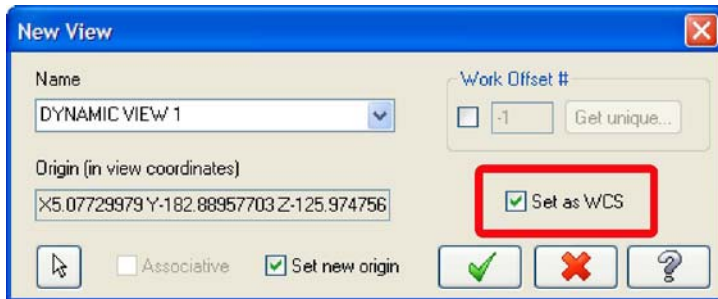 New View
Name
DYNAMIC VIEW 1
Work Offset #
-1
Get unique...
Origin (in view coordinates)
X5.07729979 Y-182.88957703 Z-125.974756
Set as WCS
Associative
Set new origin